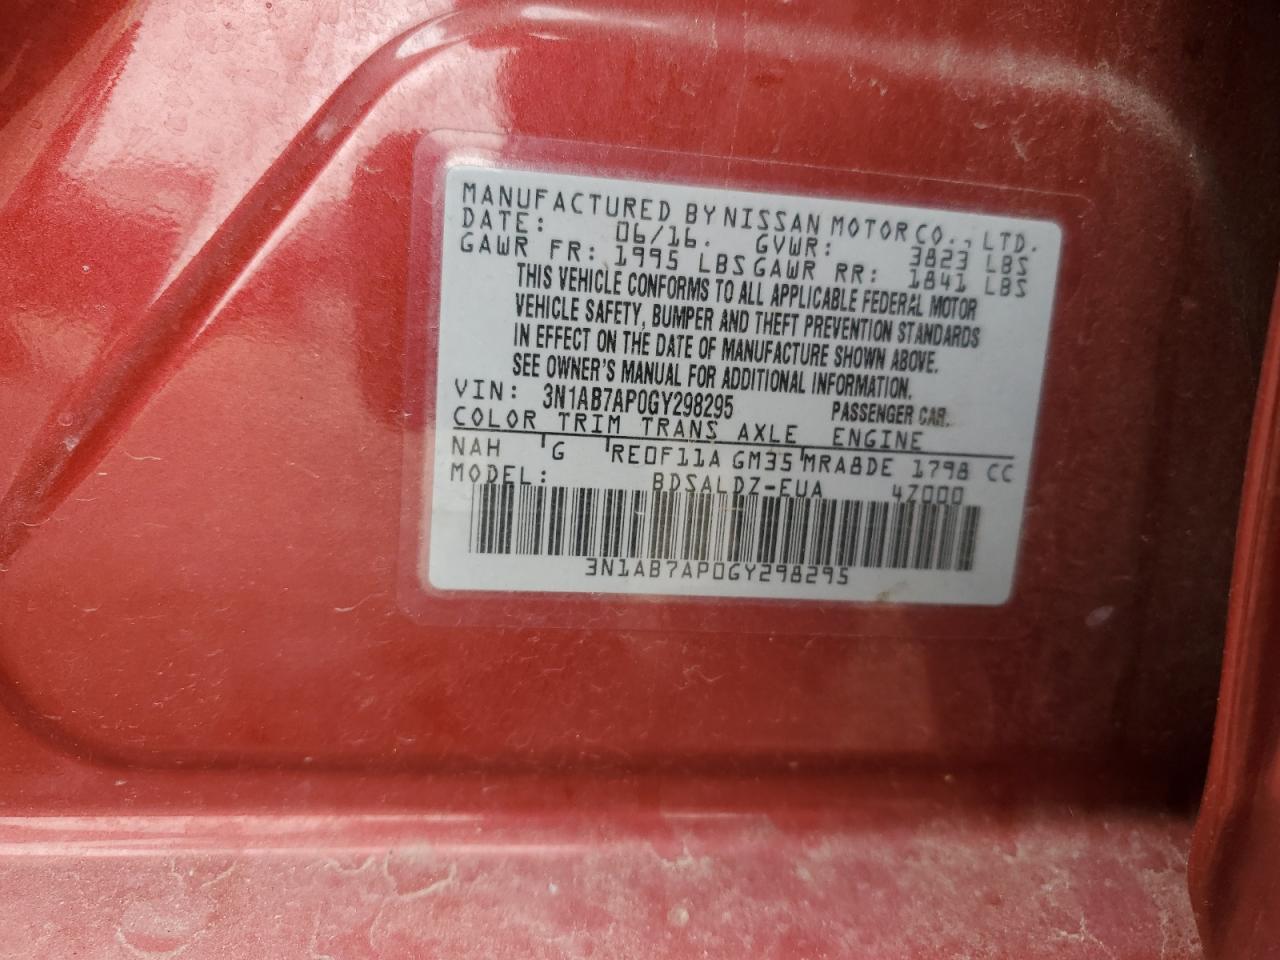 MANUFACTURED BY NISSAN MOTOR CO., LTD.
DATE: 06/16. GVWR: 3823 LBS
GAWR FR: 1995 LBS GAWR RR: 1841 LBS
THIS VEHICLE CONFORMS TO ALL APPLICABLE FEDERAL MOTOR
VEHICLE SAFETY, BUMPER AND THEFT PREVENTION STANDARDS
IN EFFECT ON THE DATE OF MANUFACTURE SHOWN ABOVE.
SEE OWNER'S MANUAL FOR ADDITIONAL INFORMATION.
VIN: 3N1AB7AP0GY298295 PASSENGER CAR.
COLOR TRIM TRANS AXLE ENGINE
NAH G RE0F11A GM35 MRA8DE 1798 CC
MODEL: BDSALDZ-EUA 47000
3N1AB7AP0GY298295